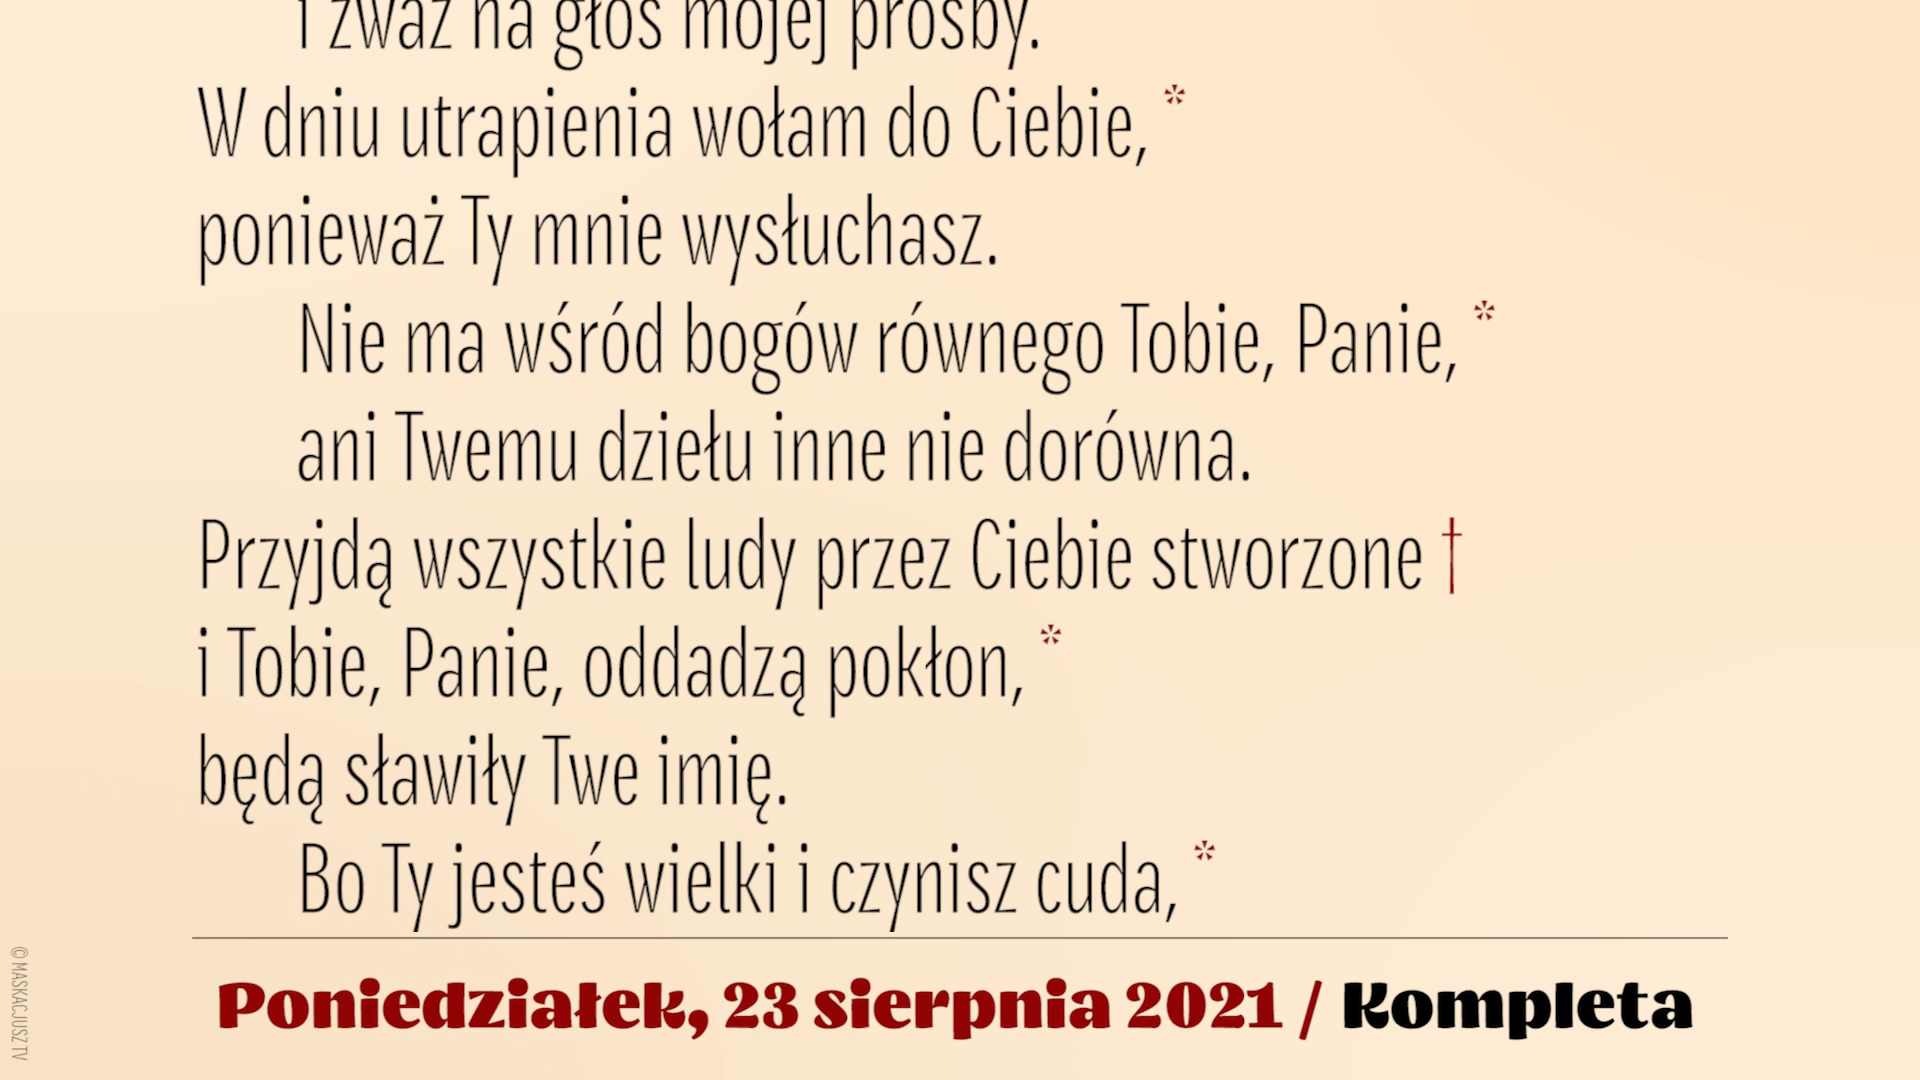 i zważ na głos mojej prośby.
W dniu utrapienia wołam do Ciebie, *
ponieważ Ty mnie wysłuchasz.
Nie ma wśród bogów równego Tobie, Panie, *
ani Twemu dziełu inne nie dorówna.
Przyjdą wszystkie ludy przez Ciebie stworzone †
i Tobie, Panie, oddadzą pokłon, *
będą sławiły Twe imię.
Bo Ty jesteś wielki i czynisz cuda, *
Poniedziałek, 23 sierpnia 2021 / Kompleta
© MASKACJUSZ TV